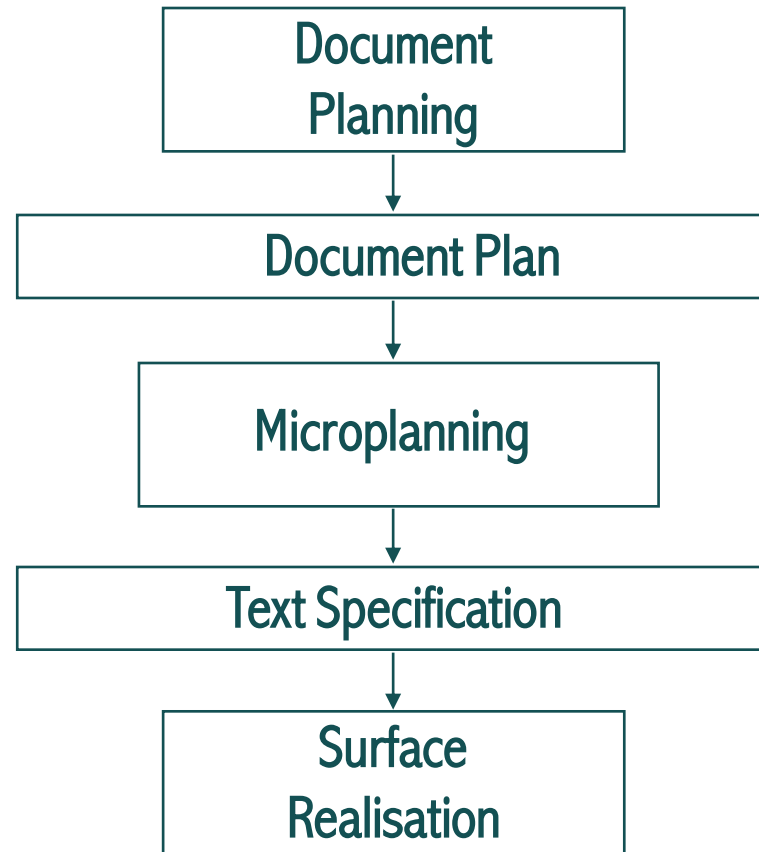 Document
Planning
Document Plan
Microplanning
Text Specification
Surface
Realisation